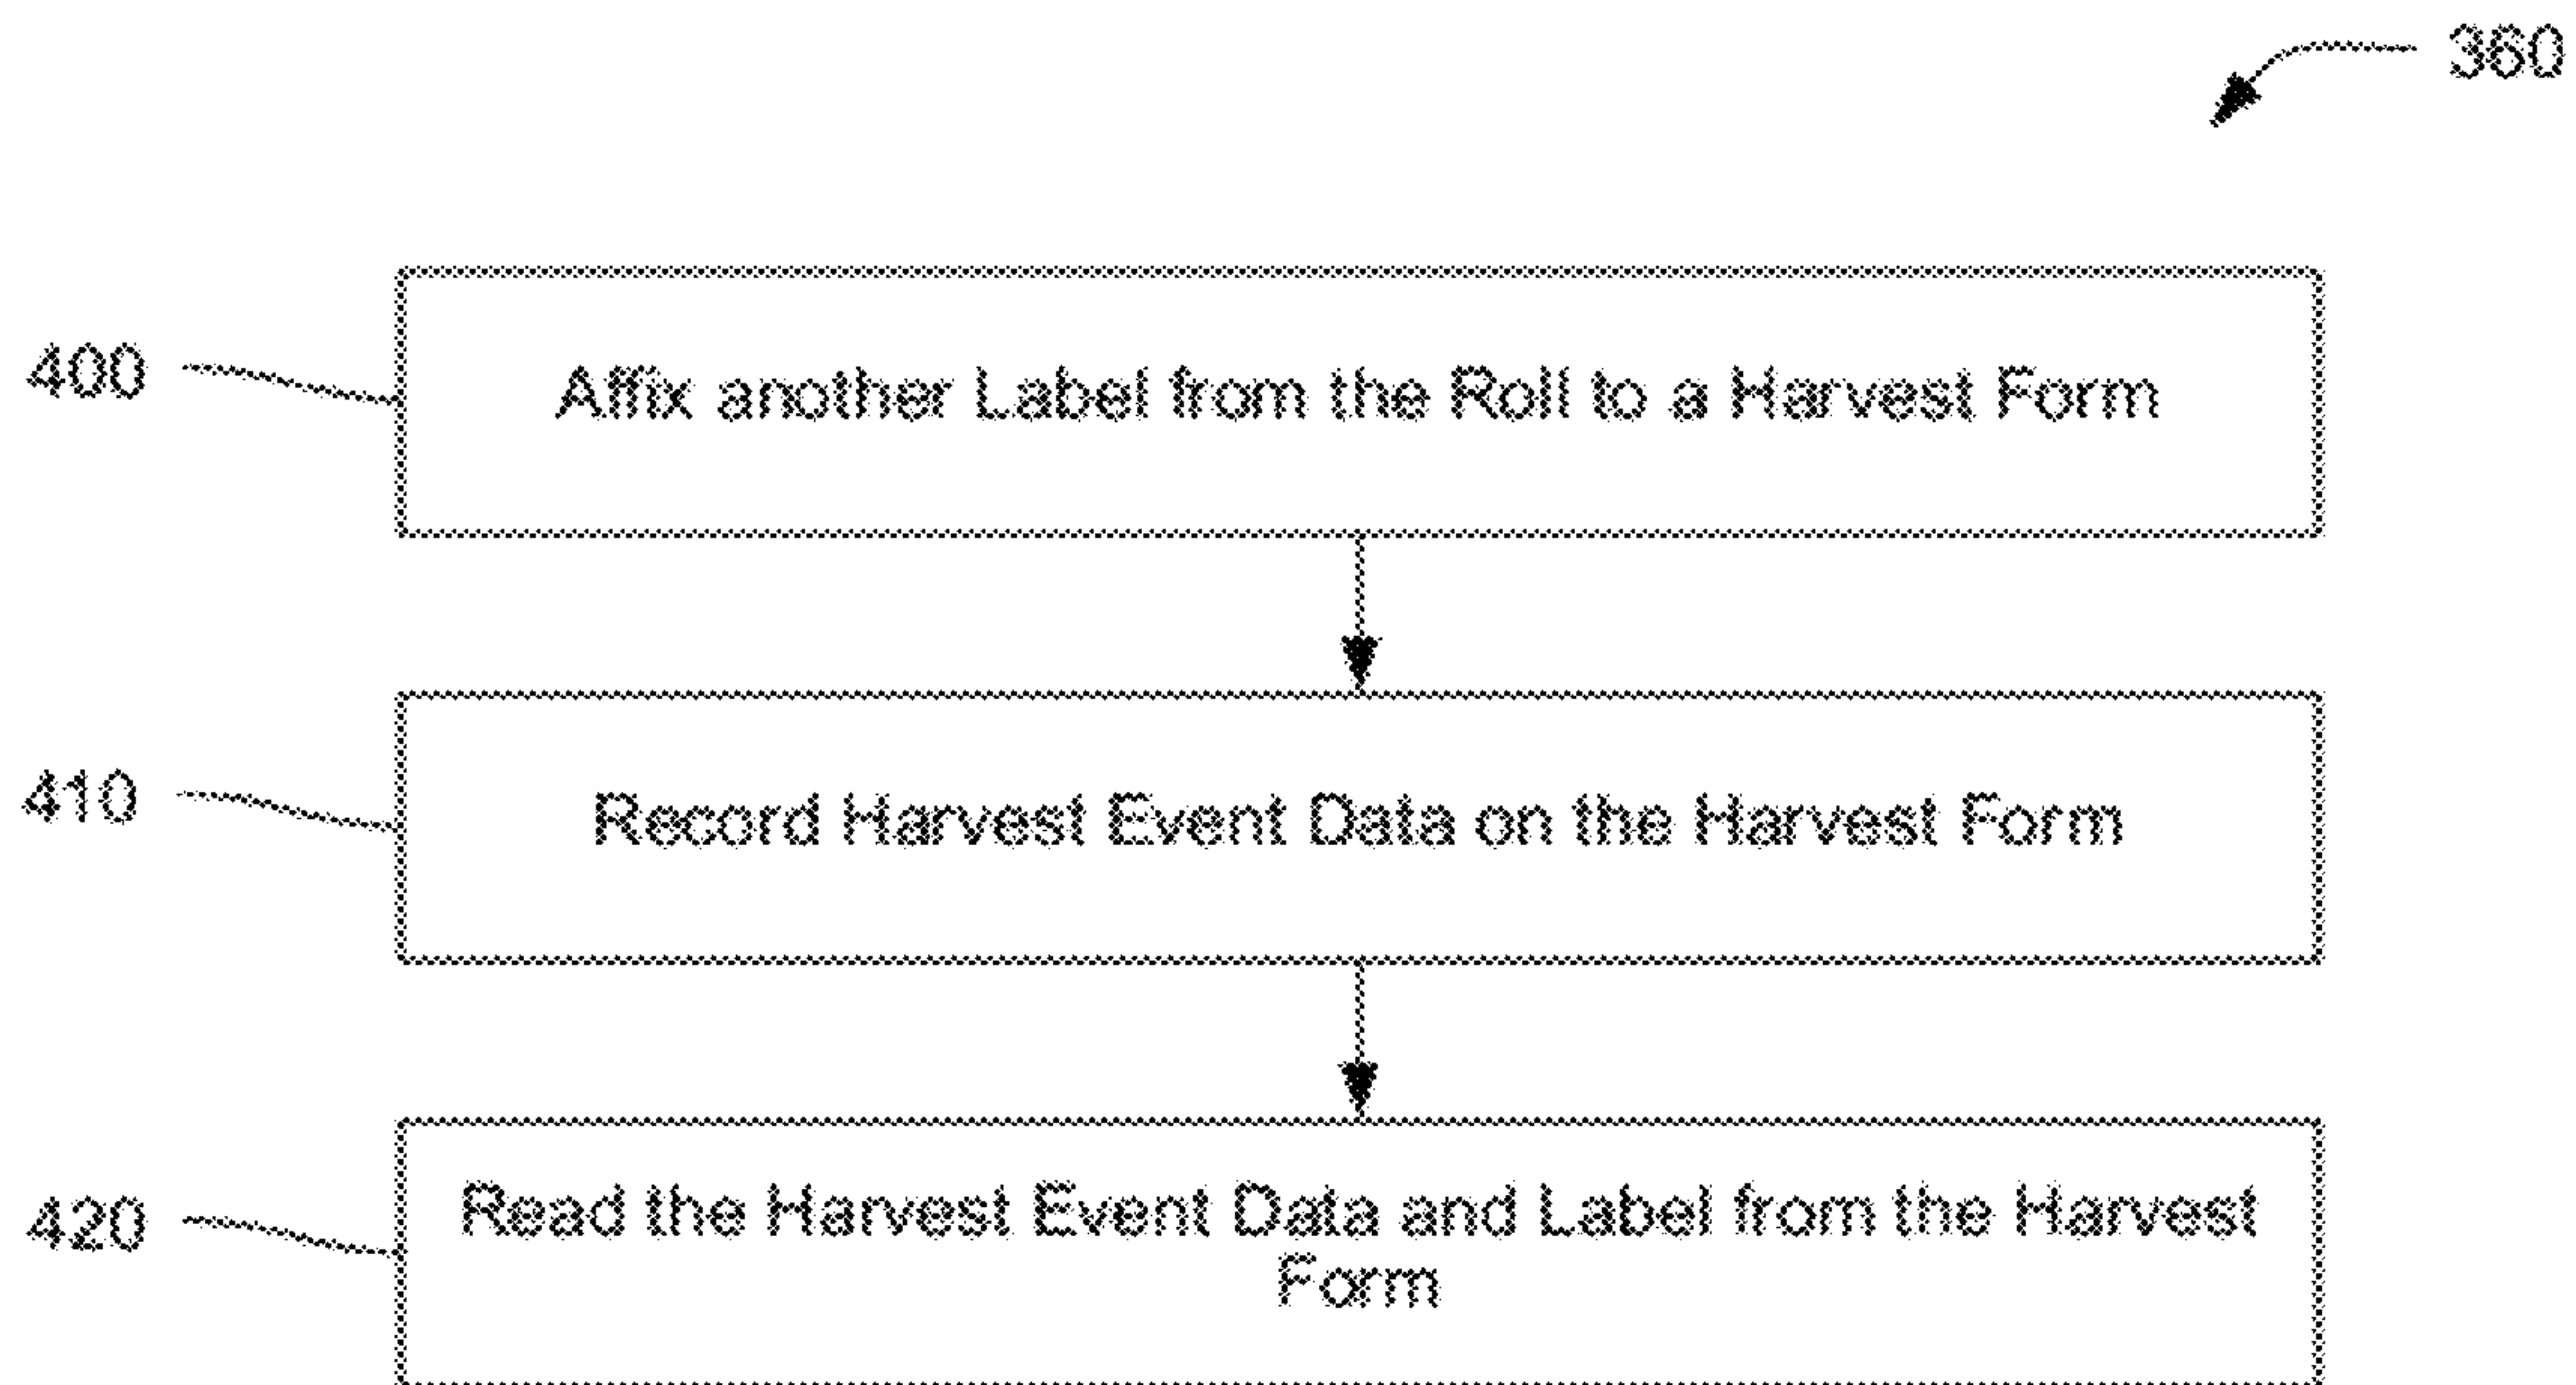 360
400
Affix another Label from the Roll to a Harvest Form
410
Record Harvest Event Data on the Harvest Form
420
Read the Harvest Event Data and Label from the Harvest
Form